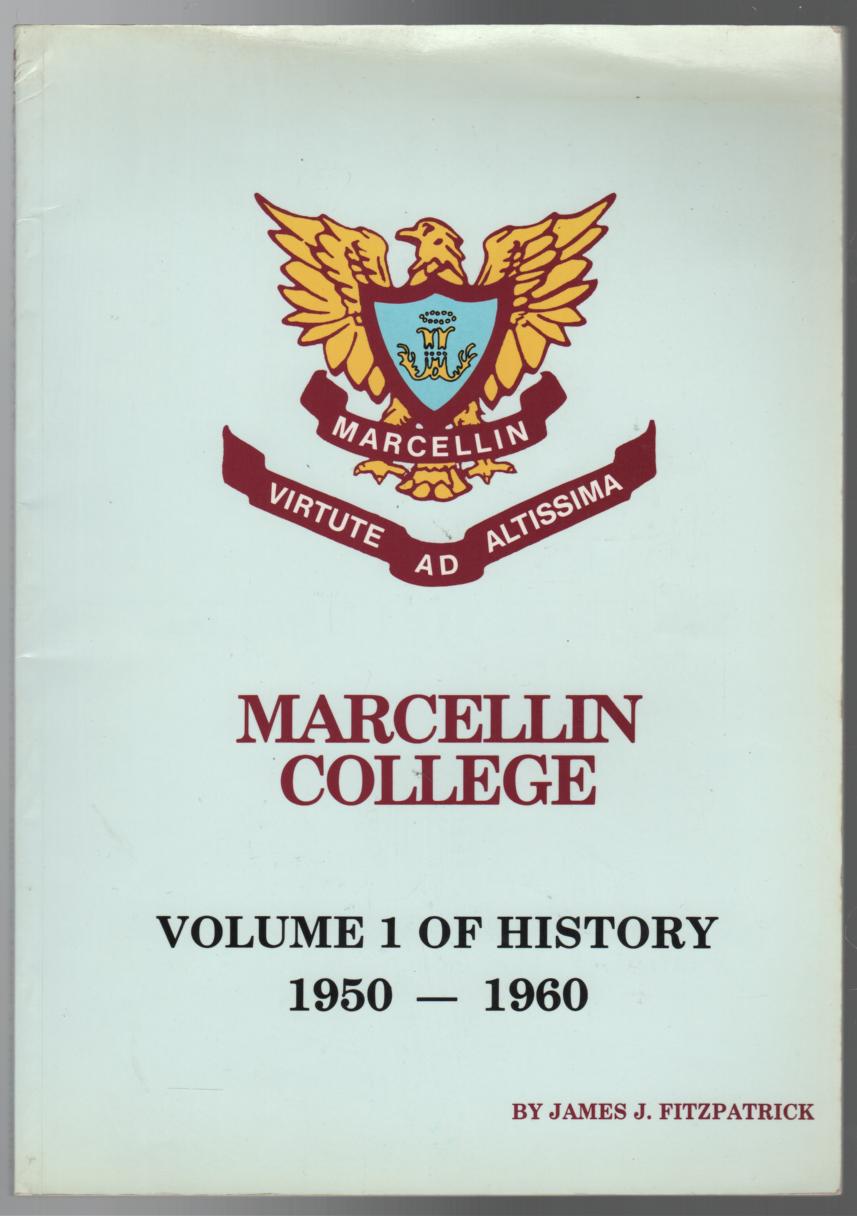 MARCELLIN
VIRTUTE AD ALTISSIMA
MARCELLIN
COLLEGE
VOLUME 1 OF HISTORY
1950 — 1960
BY JAMES J. FITZPATRICK